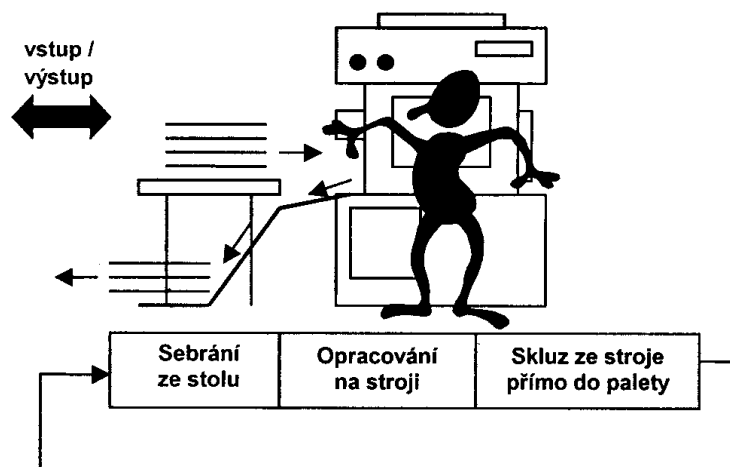 vstup /
výstup
Sebrání
ze stolu
Opracování
na stroji
Skluz ze stroje
přímo do palety